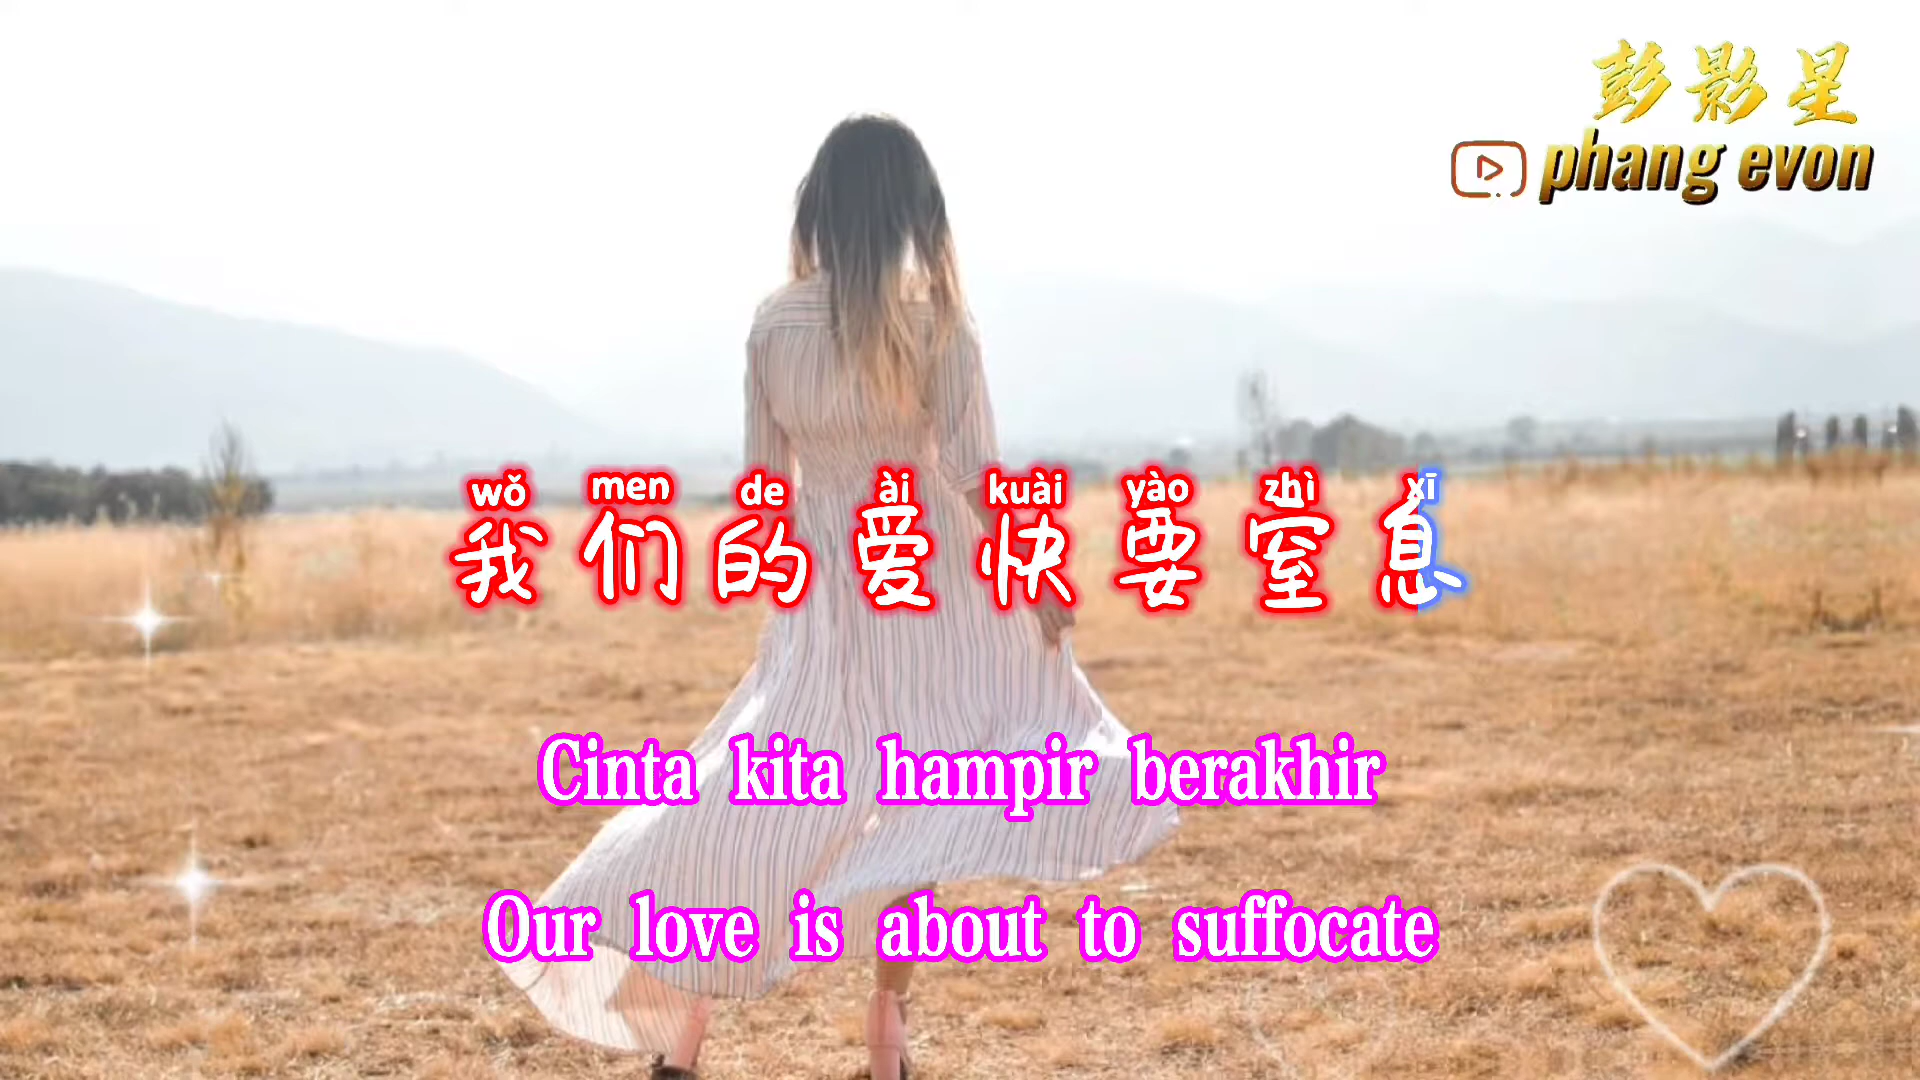 彭影星
phang evon
wǒ men de ài kuài yào zhì xī
我们的爱快要窒息
Cinta kita hampir berakhir
Our love is about to suffocate